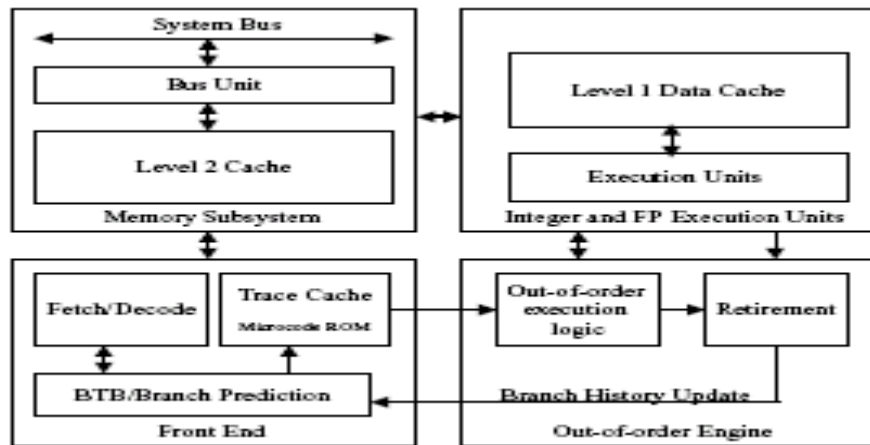 System Bus
Bus Unit
Level 2 Cache
Memory Subsystem
Level 1 Data Cache
Execution Units
Integer and FP Execution Units
Fetch/Decode
Trace Cache
Microcode ROM
BTB/Branch Prediction
Front End
Out-of-order
execution
logic
Retirement
Branch History Update
Out-of-order Engine